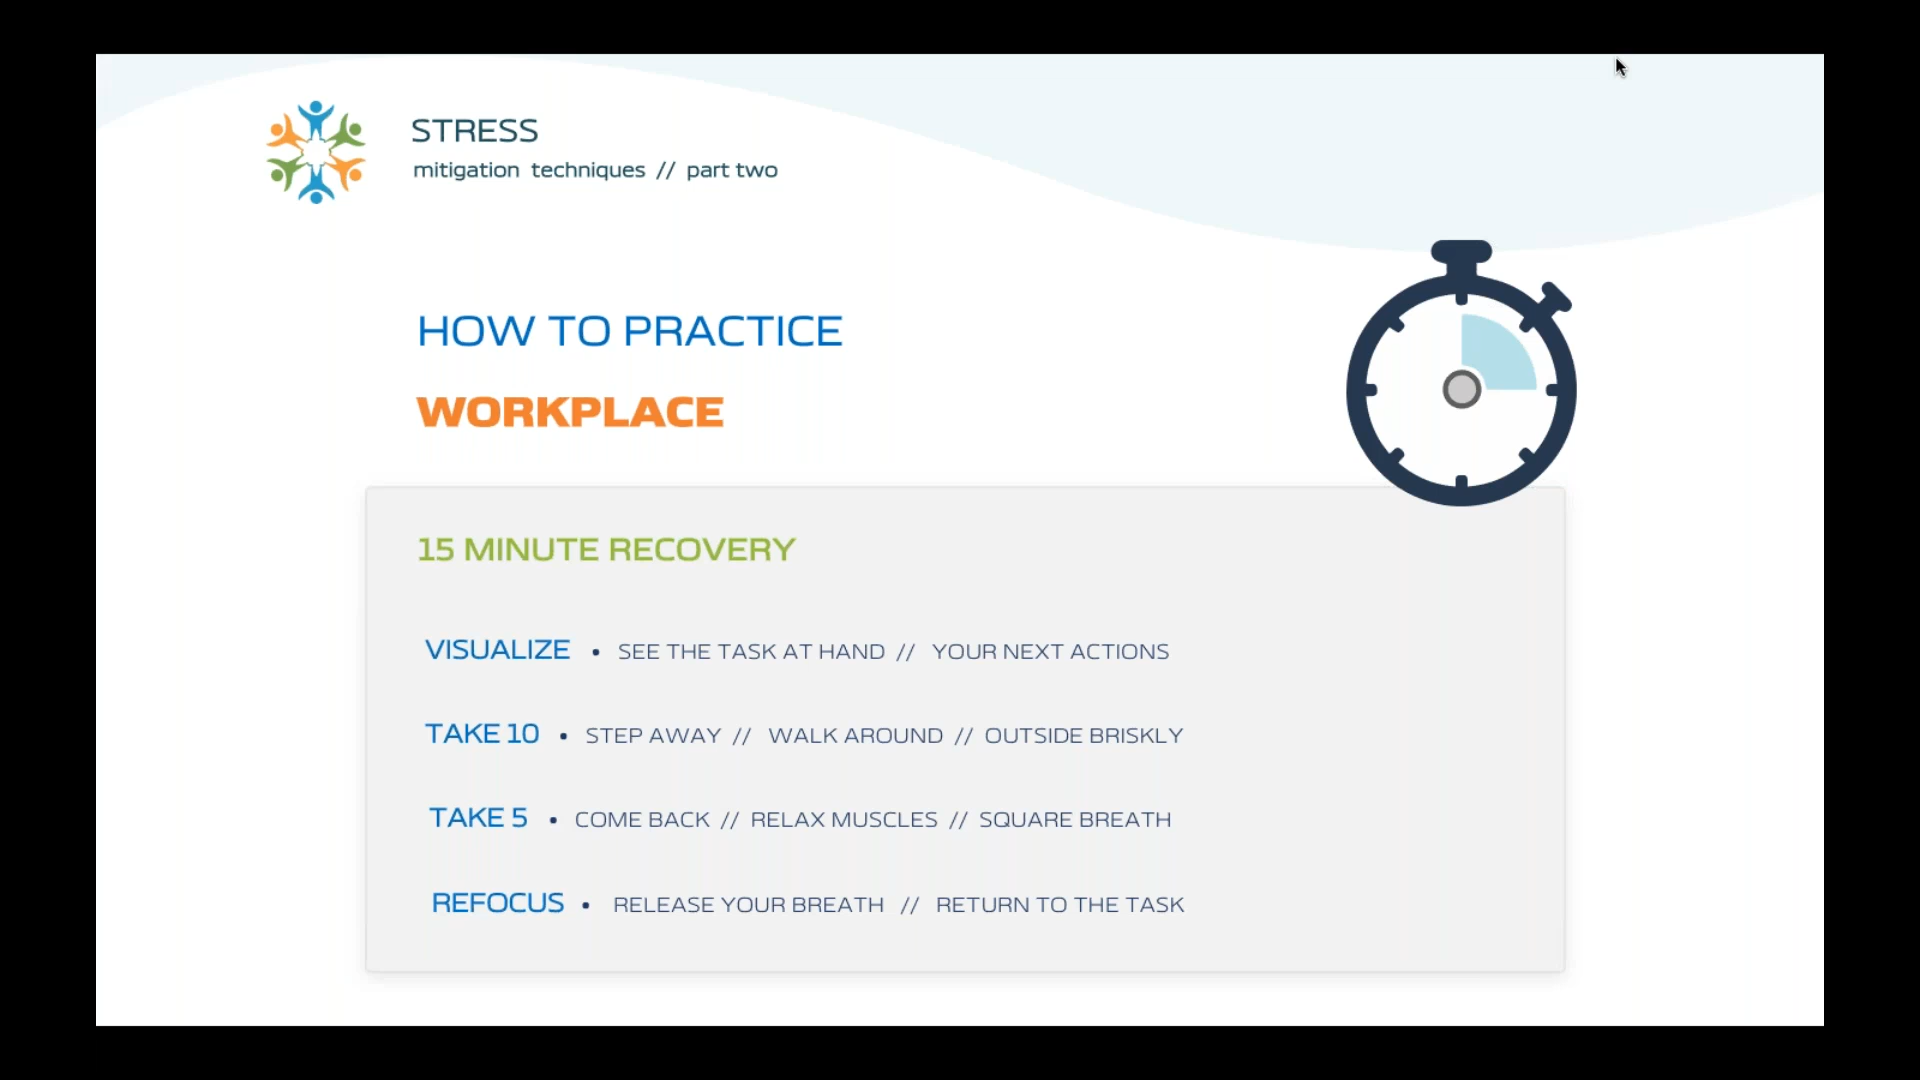 STRESS
mitigation techniques // part two
HOW TO PRACTICE
WORKPLACE
15 MINUTE RECOVERY
VISUALIZE • SEE THE TASK AT HAND // YOUR NEXT ACTIONS
TAKE 10 • STEP AWAY // WALK AROUND // OUTSIDE BRISKLY
TAKE 5 • COME BACK // RELAX MUSCLES // SQUARE BREATH
REFOCUS • RELEASE YOUR BREATH // RETURN TO THE TASK